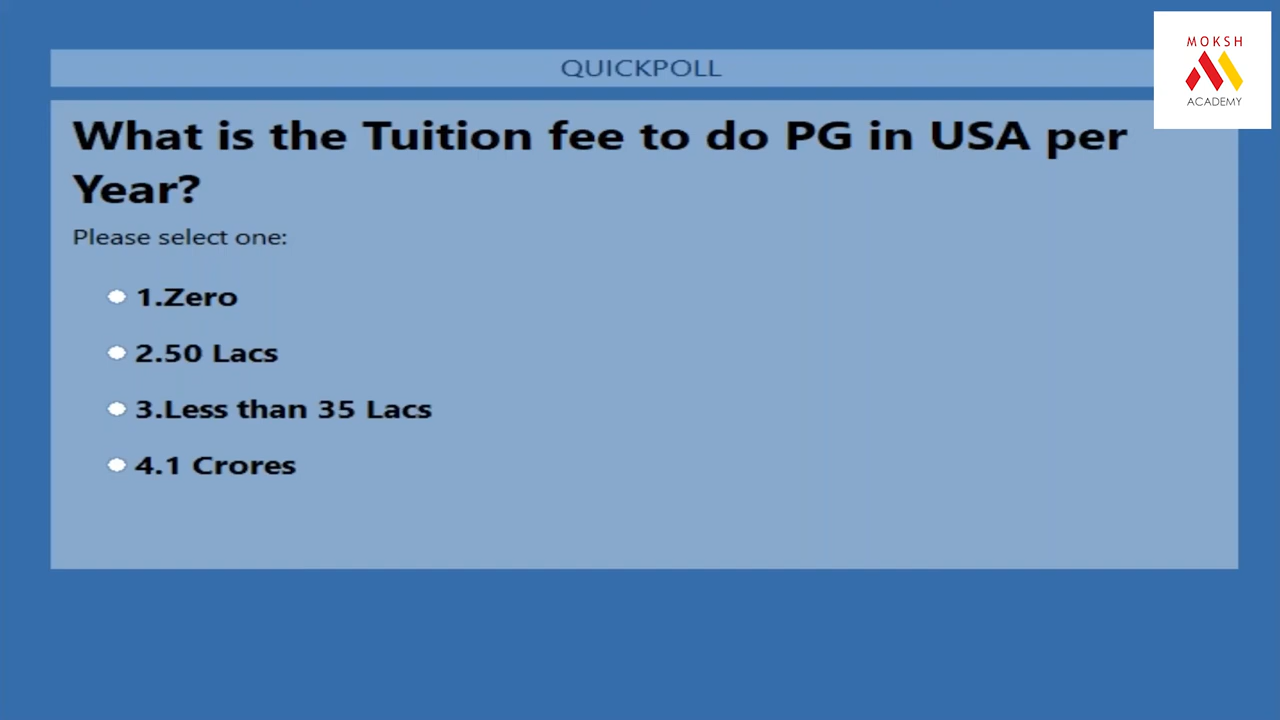 MOKSH
ACADEMY
QUICKPOLL
What is the Tuition fee to do PG in USA per
Year?
Please select one:
1.Zero
2.50 Lacs
3.Less than 35 Lacs
4.1 Crores